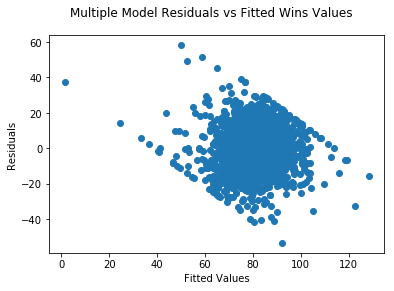 Multiple Model Residuals vs Fitted Wins Values
60
40
20
0
−20
−40
Residuals
0 20 40 60 80 100 120
Fitted Values